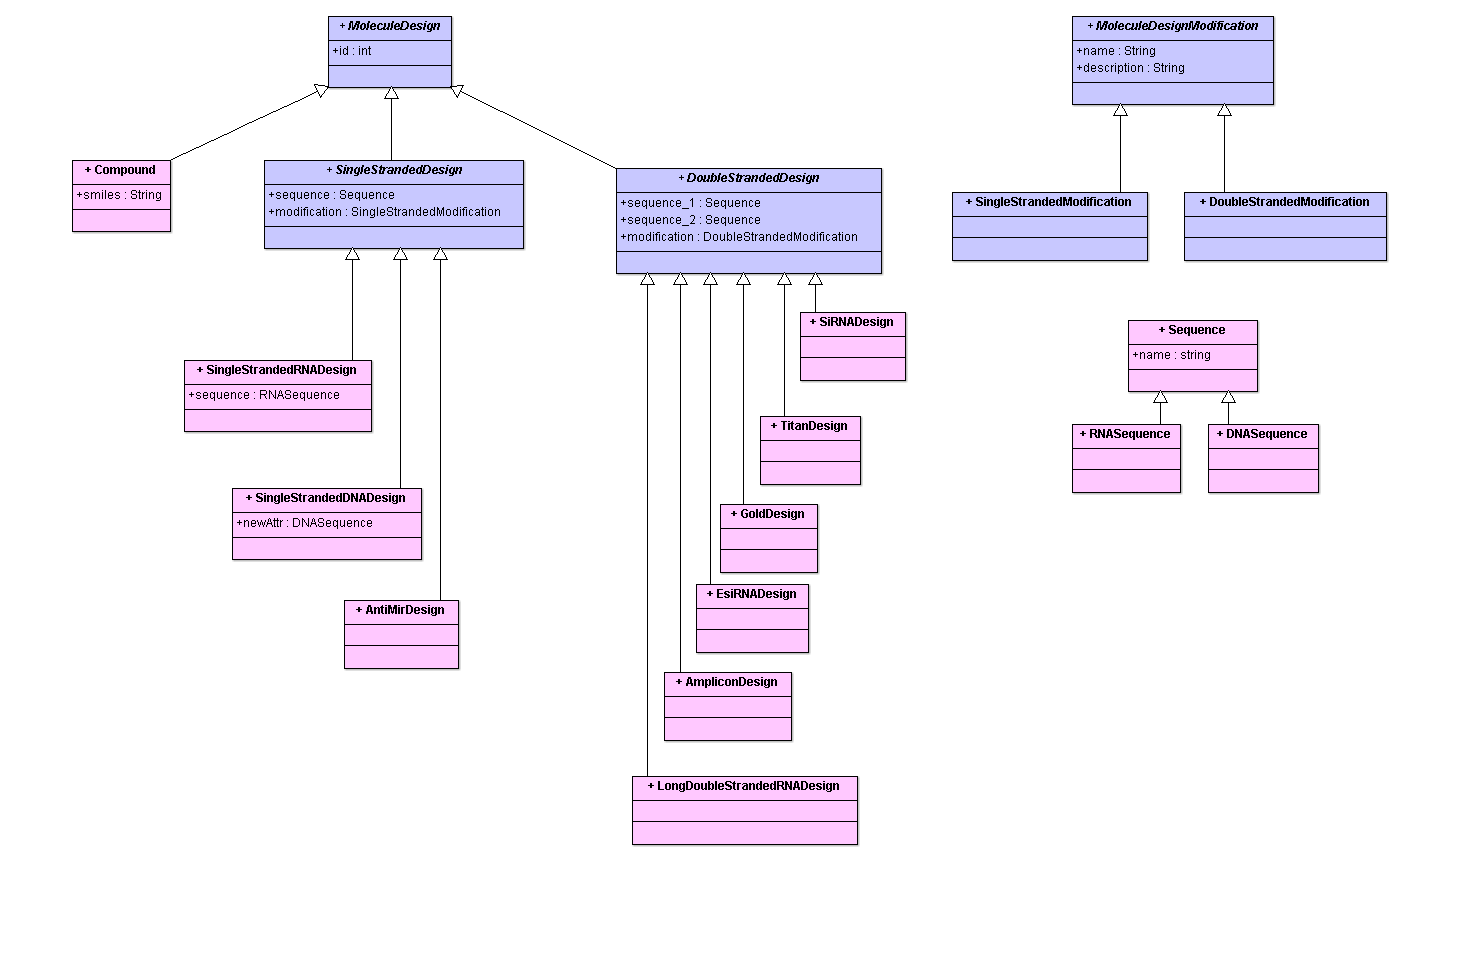 + MoleculeDesign
+id : int
+ Compound
+smiles : String
+ SingleStrandedDesign
+sequence : Sequence
+modification : SingleStrandedModification
+ DoubleStrandedDesign
+sequence_1 : Sequence
+sequence_2 : Sequence
+modification : DoubleStrandedModification
+ SingleStrandedRNADesign
+sequence : RNASequence
+ SingleStrandedDNADesign
+newAttr : DNASequence
+ AntiMirDesign
+ SiRNADesign
+ TitanDesign
+ GoldDesign
+ EsiRNADesign
+ AmpliconDesign
+ LongDoubleStrandedRNADesign
+ MoleculeDesignModification
+name : String
+description : String
+ SingleStrandedModification
+ DoubleStrandedModification
+ Sequence
+name : string
+ RNASequence
+ DNASequence